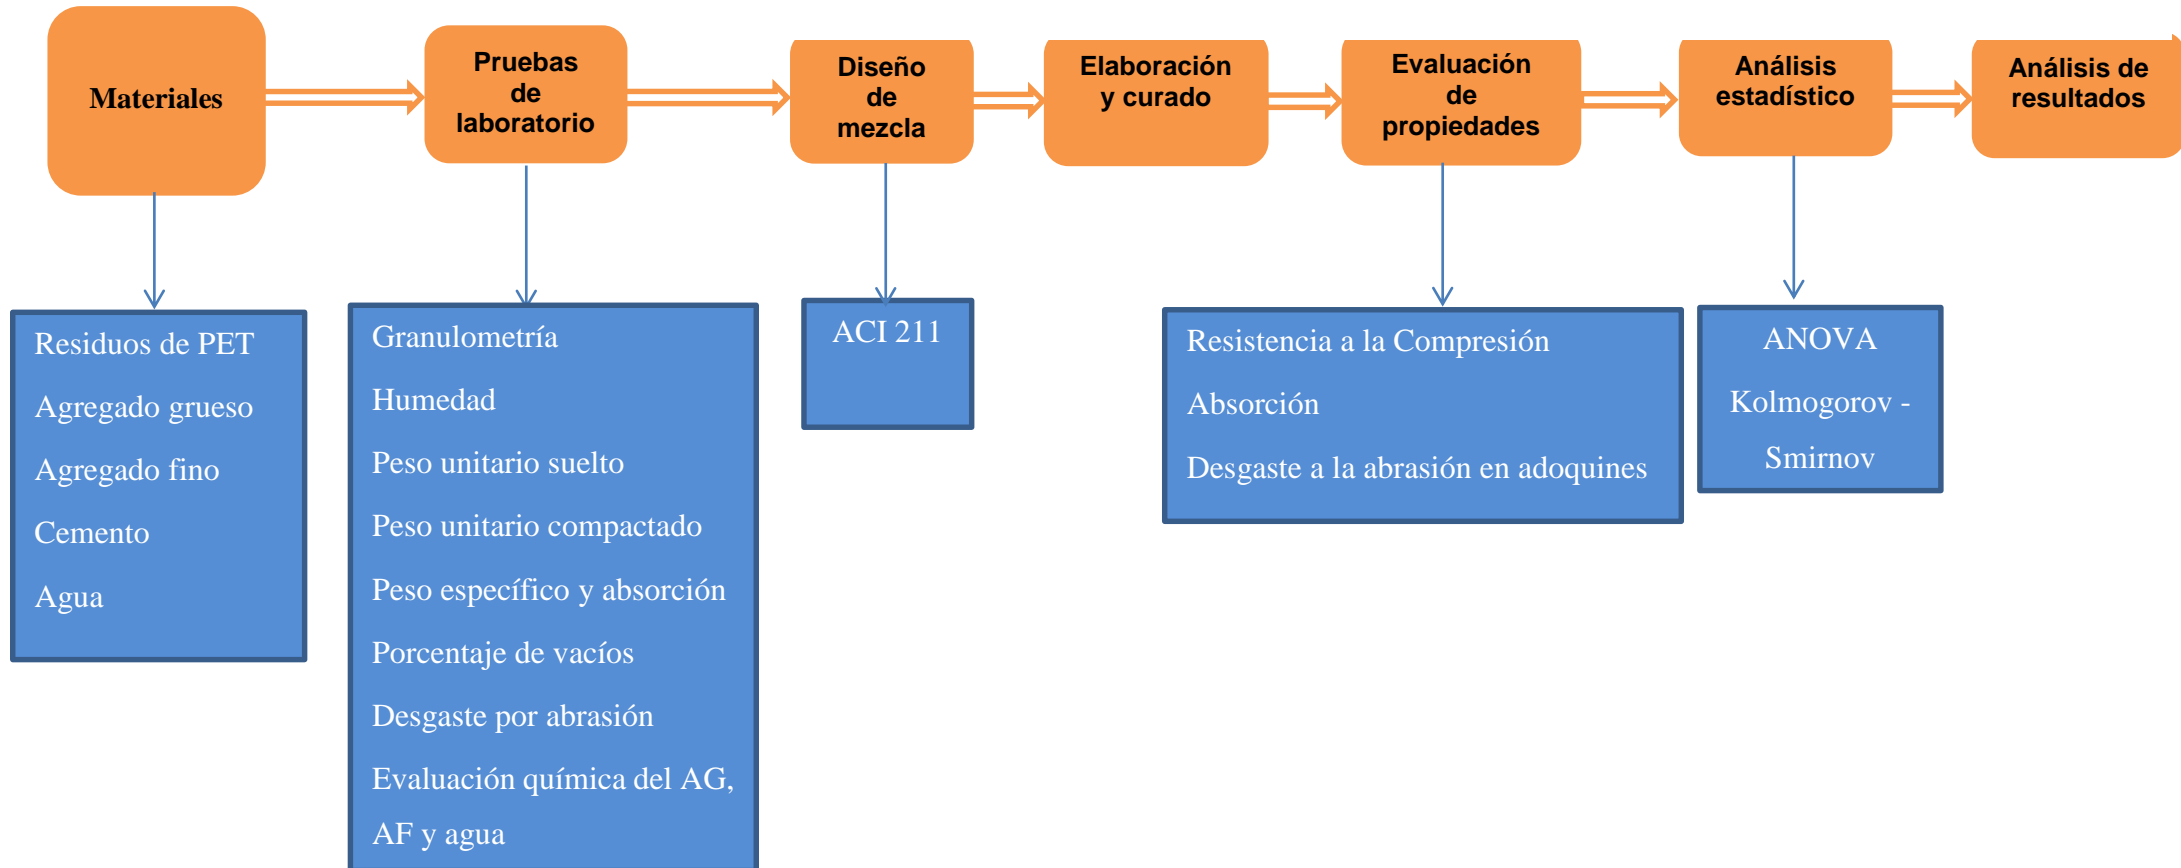 Materiales
Pruebas
de
laboratorio
Diseño
de
mezcla
Elaboración
y curado
Evaluación
de
propiedades
Análisis
estadístico
Análisis de
resultados
Residuos de PET
Agregado grueso
Agregado fino
Cemento
Agua
Granulometría
Humedad
Peso unitario suelto
Peso unitario compactado
Peso específico y absorción
Porcentaje de vacíos
Desgaste por abrasión
Evaluación química del AG,
AF y agua
ACI 211
Resistencia a la Compresión
Absorción
Desgaste a la abrasión en adoquines
ANOVA
Kolmogorov -
Smirnov